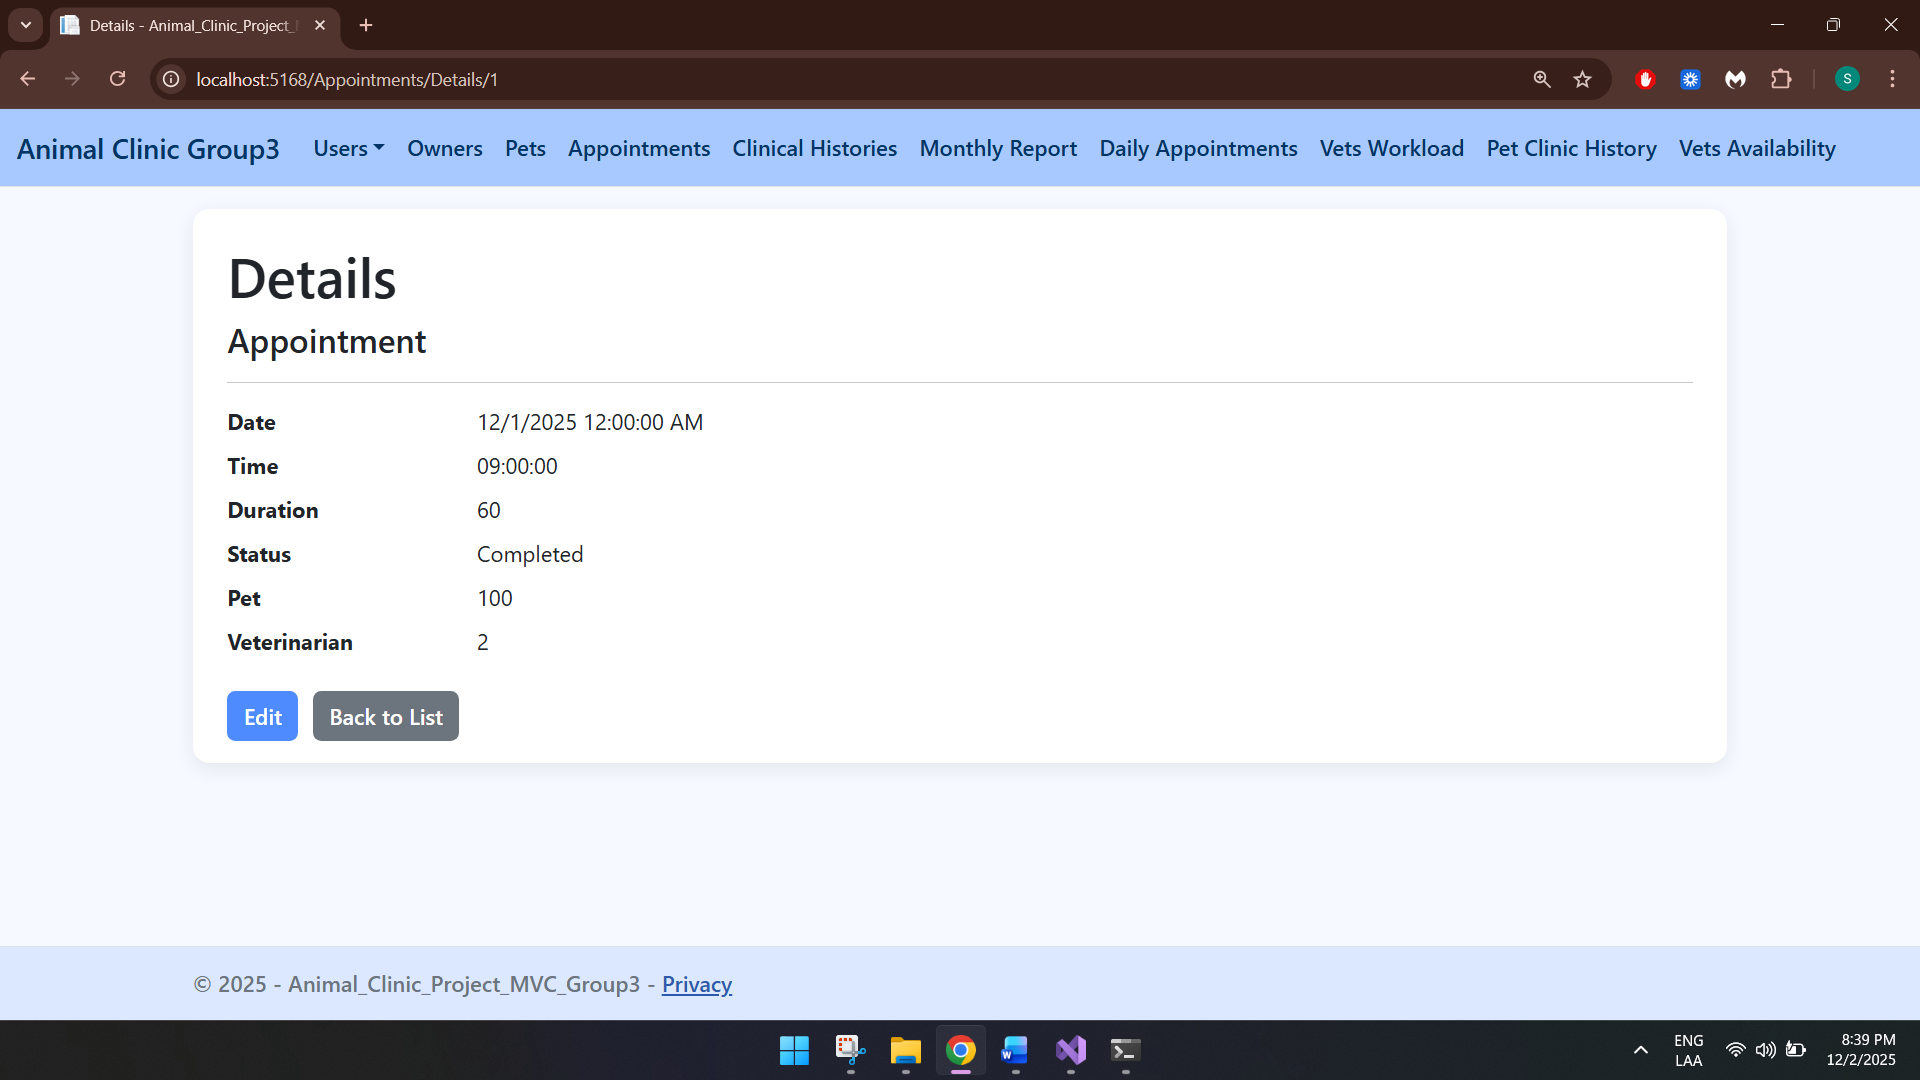 Details - Animal_Clinic_Project_
localhost:5168/Appointments/Details/1
S
Animal Clinic Group3 Users Owners Pets Appointments Clinical Histories Monthly Report Daily Appointments Vets Workload Pet Clinic History Vets Availability
Details
Appointment
Date 12/1/2025 12:00:00 AM
Time 09:00:00
Duration 60
Status Completed
Pet 100
Veterinarian 2
Edit Back to List
© 2025 - Animal_Clinic_Project_MVC_Group3 - Privacy
ENG 8:39 PM
LAA 12/2/2025